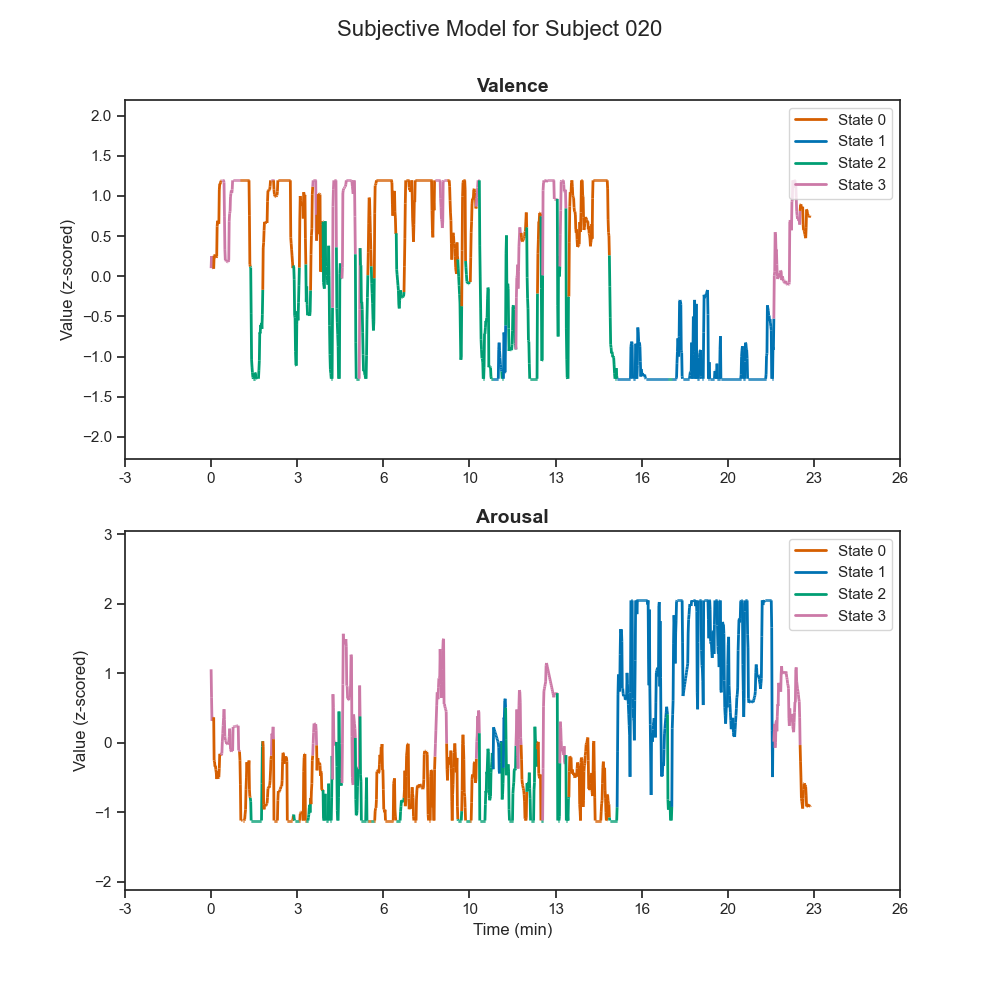 Subjective Model for Subject 020
Valence
Value (z-scored)
2.0
1.5
1.0
0.5
0.0
−0.5
−1.0
−1.5
−2.0
-3 0 3 6 10 13 16 20 23 26
State 0
State 1
State 2
State 3
Arousal
Value (z-scored)
3
2
1
0
−1
−2
-3 0 3 6 10 13 16 20 23 26
State 0
State 1
State 2
State 3
Time (min)